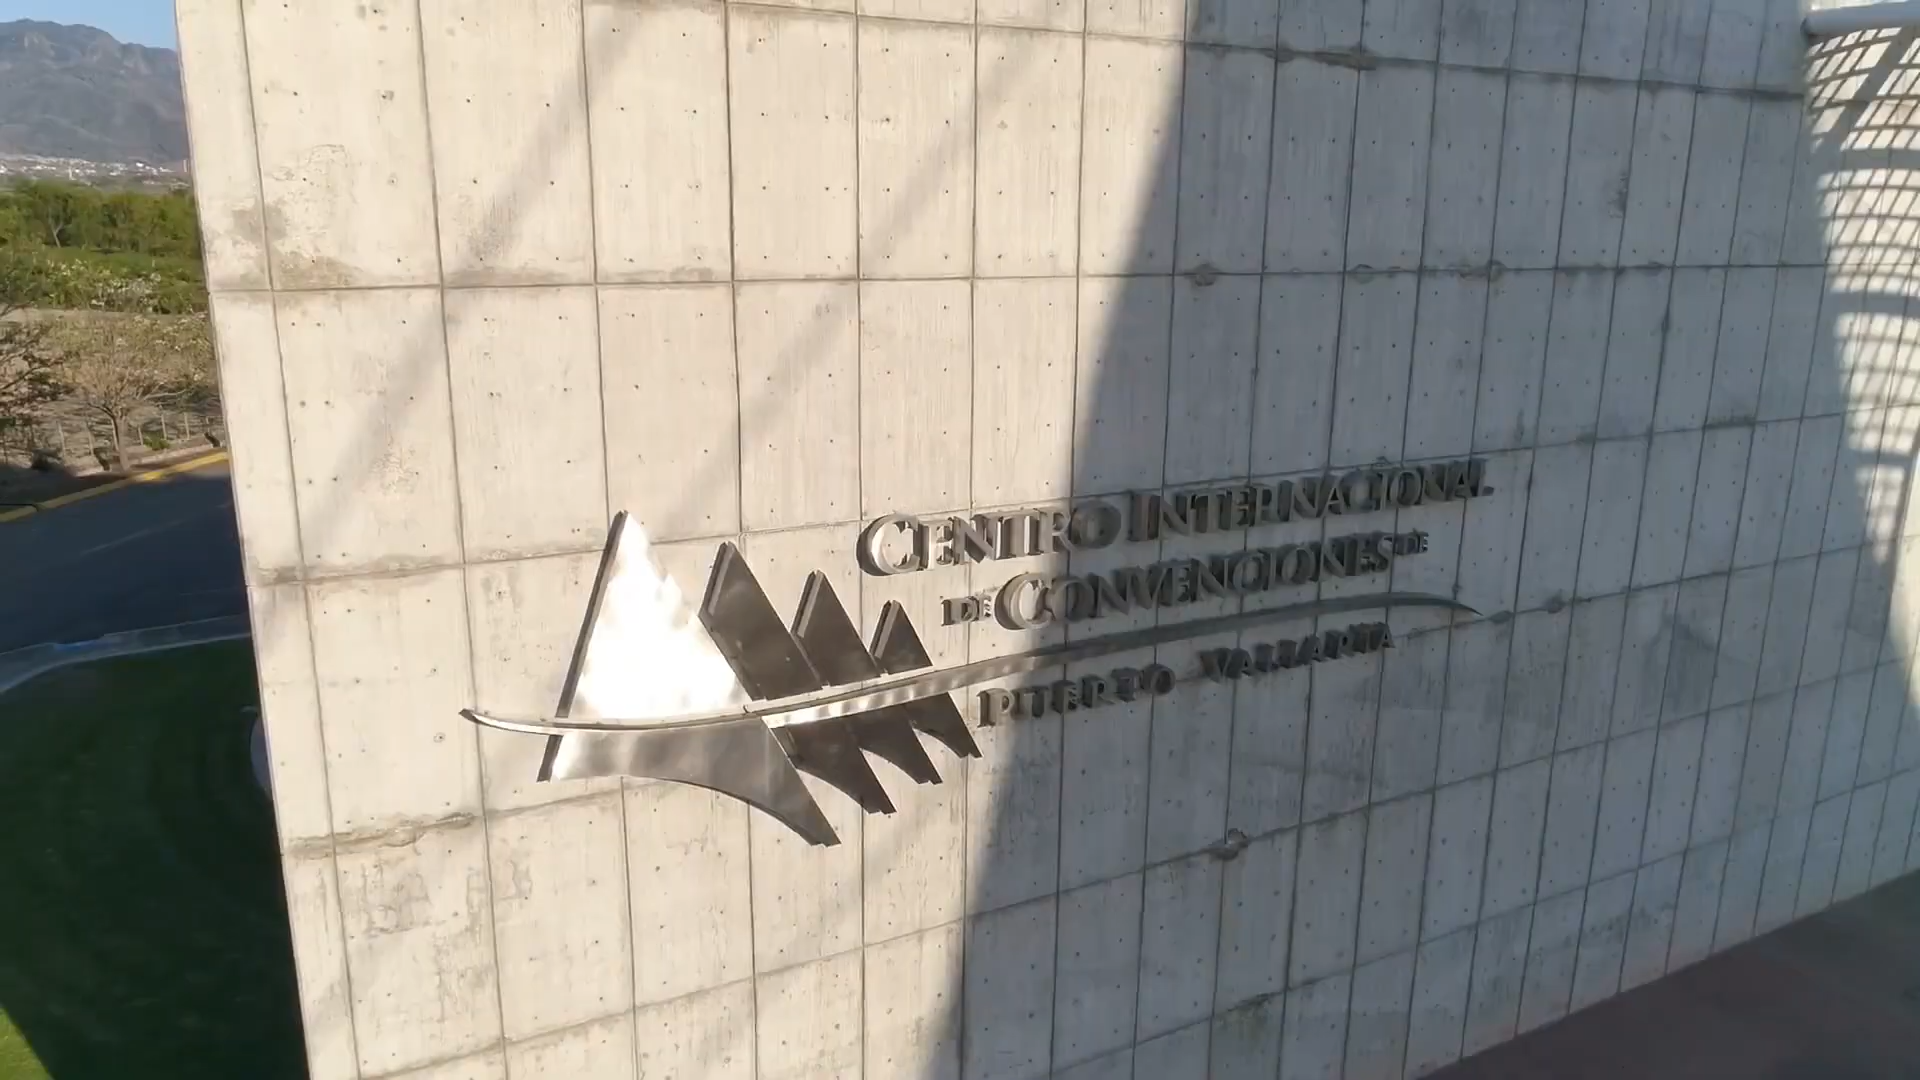 CENTRO INTERNACIONAL
DE CONVENCIONES DE
PUERTO VALLARTA